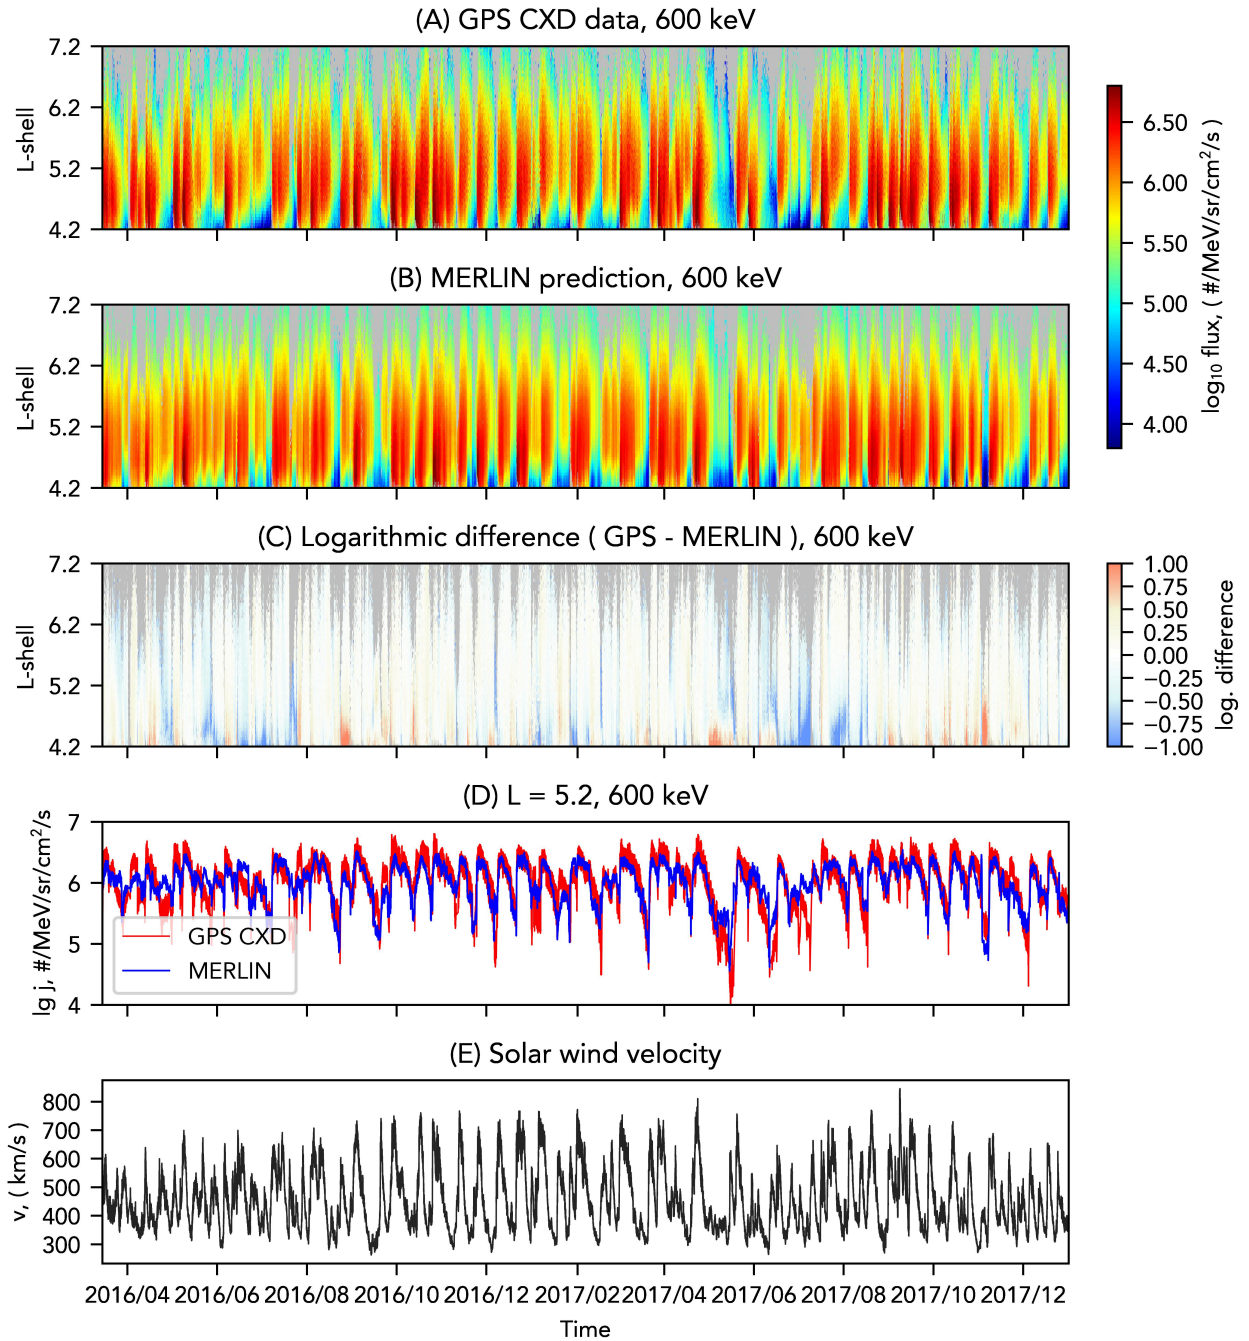 (A) GPS CXD data, 600 keV
7.2
6.2
5.2
4.2
L-shell
(B) MERLIN prediction, 600 keV
7.2
6.2
5.2
4.2
L-shell
6.50
6.00
5.50
5.00
4.50
4.00
log₁₀ flux, ( #/MeV/sr/cm²/s )
(C) Logarithmic difference ( GPS - MERLIN ), 600 keV
7.2
6.2
5.2
4.2
L-shell
1.00
0.75
0.50
0.25
0.00
−0.25
−0.50
−0.75
−1.00
log. difference
(D) L = 5.2, 600 keV
7
6
5
4
lg j, #/MeV/sr/cm²/s
GPS CXD
MERLIN
(E) Solar wind velocity
800
700
600
500
400
300
v, ( km/s )
2016/04 2016/06 2016/08 2016/10 2016/12 2017/02 2017/04 2017/06 2017/08 2017/10 2017/12
Time